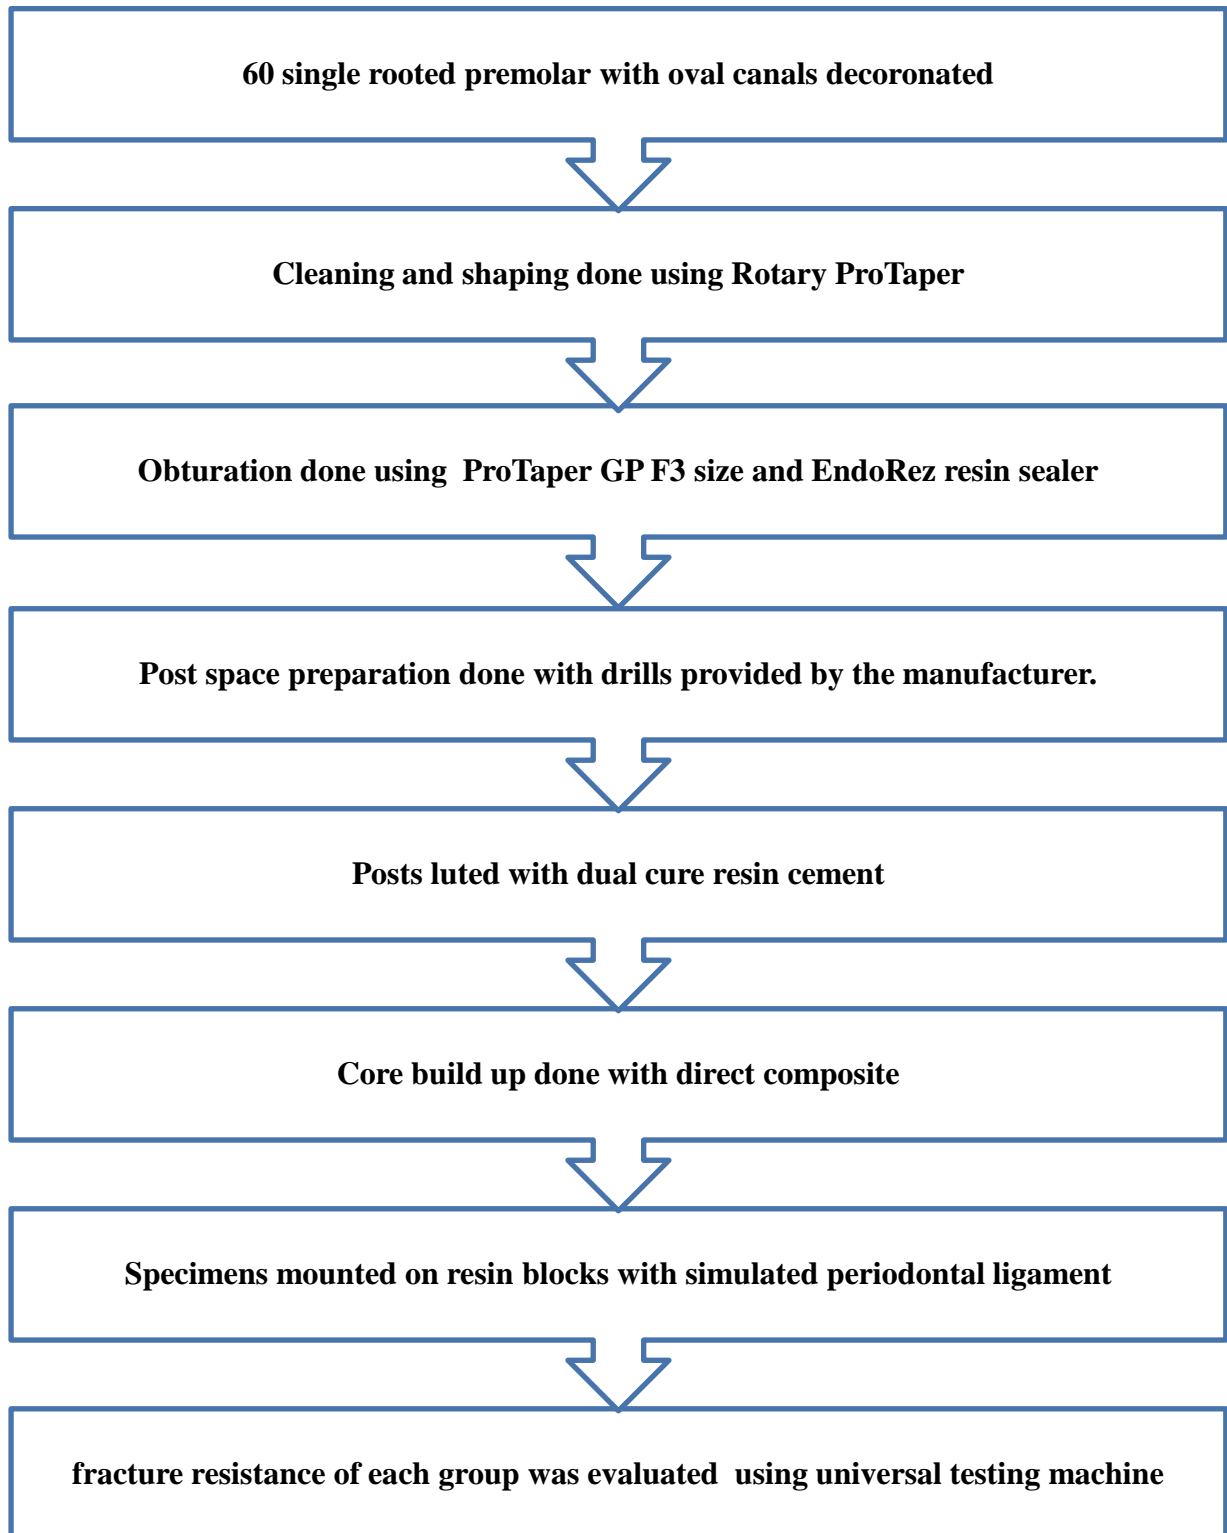 60 single rooted premolar with oval canals decoronated
Cleaning and shaping done using Rotary ProTaper
Obturation done using  ProTaper GP F3 size and EndoRez resin sealer
Post space preparation done with drills provided by the manufacturer.
Posts luted with dual cure resin cement
Core build up done with direct composite
Specimens mounted on resin blocks with simulated periodontal ligament
fracture resistance of each group was evaluated  using universal testing machine